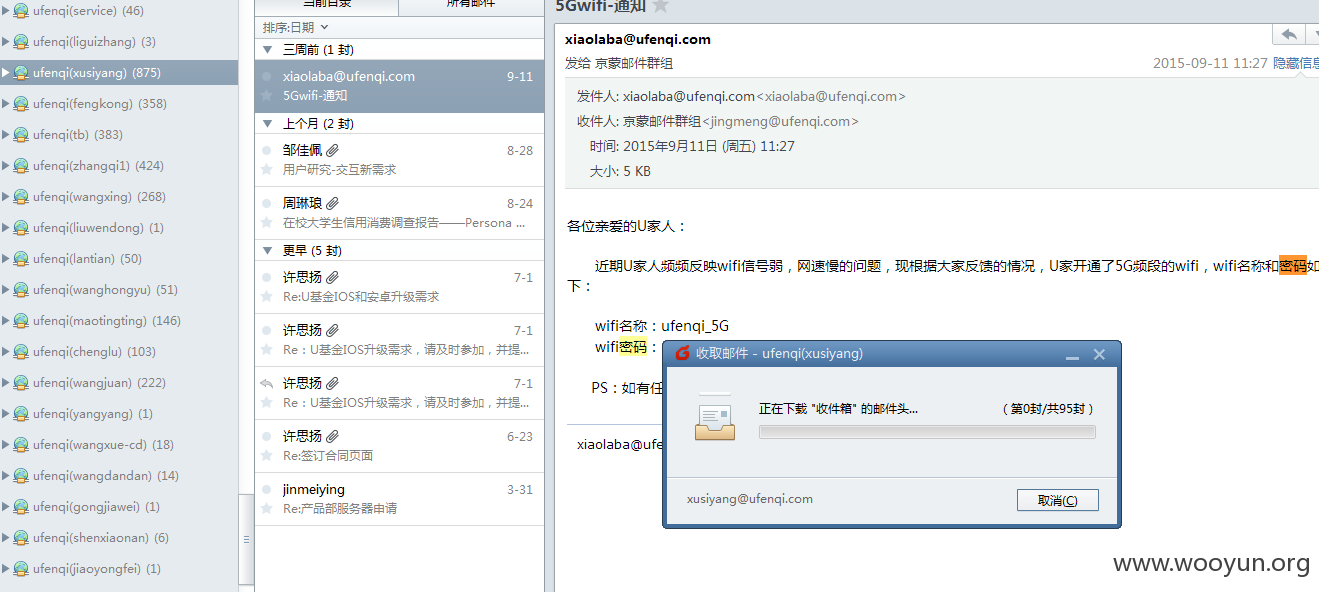 ufenqi(service) (46)
ufenqi(liguizhang) (3)
ufenqi(xusiyang) (875)
ufenqi(fengkong) (358)
ufenqi(tb) (383)
ufenqi(zhangqi1) (424)
ufenqi(wangxing) (268)
ufenqi(liuwendong) (1)
ufenqi(lantian) (50)
ufenqi(wanghongyu) (51)
ufenqi(maotingting) (146)
ufenqi(chenglu) (103)
ufenqi(wangjuan) (222)
ufenqi(yangyang) (1)
ufenqi(wangxue-cd) (18)
ufenqi(wangdandan) (14)
ufenqi(gongjiawei) (1)
ufenqi(shenxiaonan) (6)
ufenqi(jiaoyongfei) (1)
当前目录 所有邮件
排序:日期
三周前 (1 封)
xiaolaba@ufenqi.com 9-11
5Gwifi-通知
上个月 (2 封)
邹佳佩 8-28
用户研究-交互新需求
周琳琅 8-24
在校大学生信用消费调查报告——Persona ...
更早 (5 封)
许思扬 7-1
Re:U基金IOS和安卓升级需求
许思扬 7-1
Re：U基金IOS升级需求，请及时参加，并提...
许思扬 7-1
Re：U基金IOS升级需求，请及时参加，并提...
许思扬 6-23
Re:签订合同页面
jinmeiying 3-31
Re:产品部服务器申请
5Gwifi-通知
xiaolaba@ufenqi.com
发给 京蒙邮件群组 2015-09-11 11:27 隐藏信息
发件人: xiaolaba@ufenqi.com<xiaolaba@ufenqi.com>
收件人: 京蒙邮件群组<jingmeng@ufenqi.com>
时间: 2015年9月11日 (周五) 11:27
大小: 5 KB
各位亲爱的U家人：
近期U家人频频反映wifi信号弱，网速慢的问题，现根据大家反馈的情况，U家开通了5G频段的wifi，wifi名称和密码如
下：
wifi名称：ufenqi_5G
wifi密码：
PS：如有任
xiaolaba@ufe
收取邮件 - ufenqi(xusiyang)
正在下载 "收件箱" 的邮件头... （ 第0封/共95封 ）
xusiyang@ufenqi.com
取消(C)
www.wooyun.org